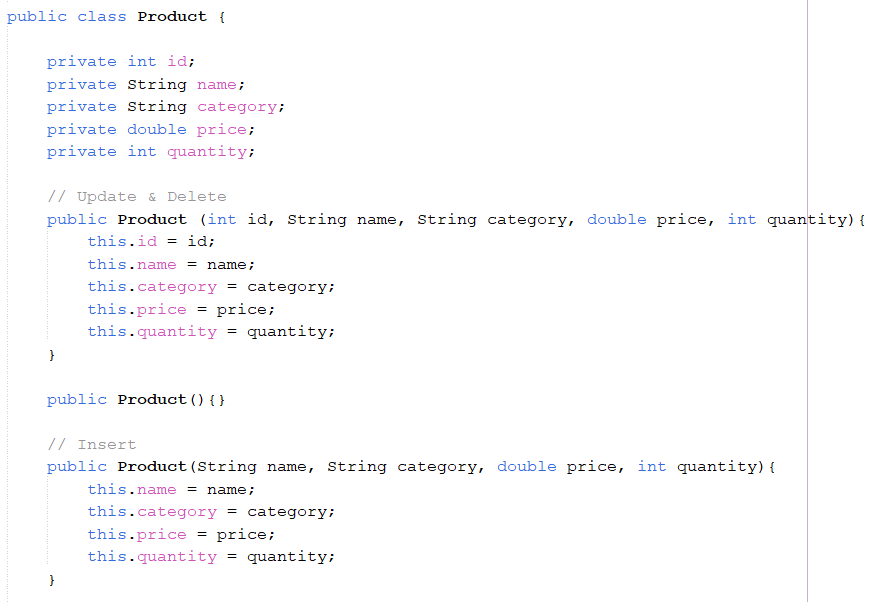 public class Product {
private int id;
private String name;
private String category;
private double price;
private int quantity;
// Update & Delete
public Product (int id, String name, String category, double price, int quantity){
this.id = id;
this.name = name;
this.category = category;
this.price = price;
this.quantity = quantity;
}
public Product(){}
// Insert
public Product(String name, String category, double price, int quantity){
this.name = name;
this.category = category;
this.price = price;
this.quantity = quantity;
}